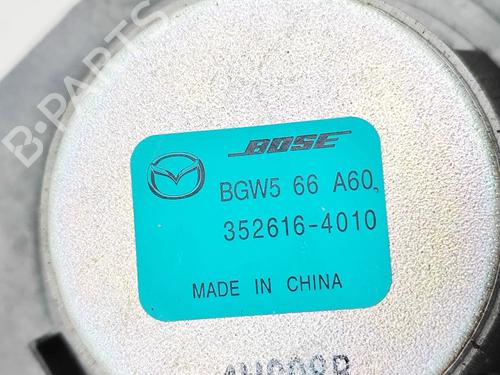 BOSE
BGW5 66 A60,
352616-4010
MADE IN CHINA
B-PARTS